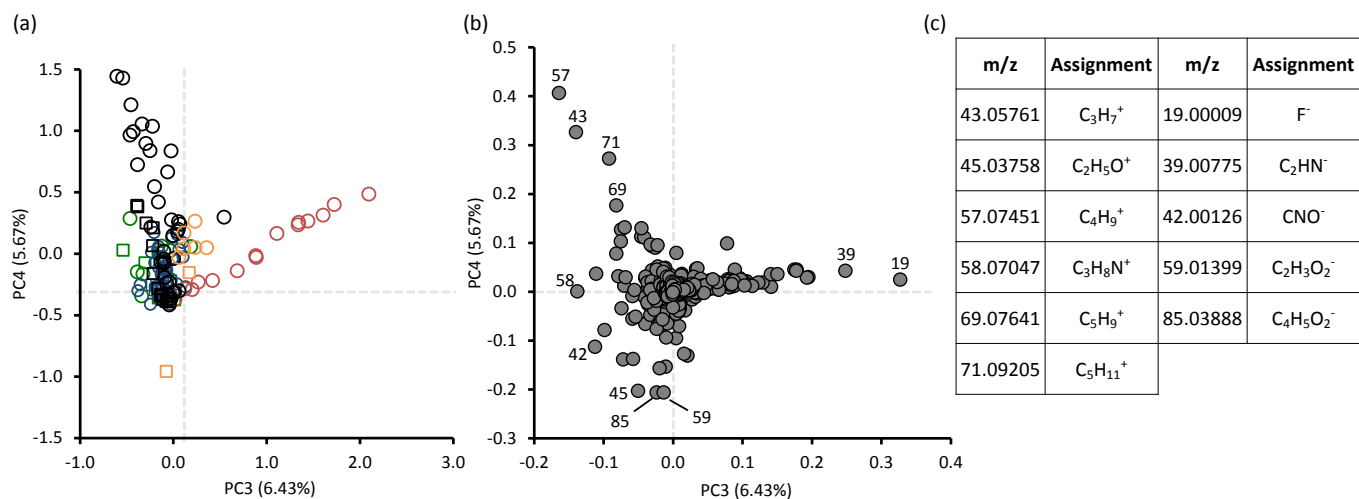 (a)
1.5
1.0
0.5
0.0
-0.5
-1.0
-1.5
PC4 (5.67%)
-1.0 0.0 1.0 2.0 3.0
PC3 (6.43%)
(b)
0.5
0.4
0.3
0.2
0.1
0.0
-0.1
-0.2
-0.3
PC4 (5.67%)
57
43
71
69
58
42
45
85
59
39
19
-0.2 -0.1 0.0 0.1 0.2 0.3 0.4
PC3 (6.43%)
(c)
m/z Assignment m/z Assignment
43.05761 C₃H₇⁺ 19.00009 F⁻
45.03758 C₂H₅O⁺ 39.00775 C₂HN⁻
57.07451 C₄H₉⁺ 42.00126 CNO⁻
58.07047 C₃H₈N⁺ 59.01399 C₂H₃O₂⁻
69.07641 C₅H₉⁺ 85.03888 C₄H₅O₂⁻
71.09205 C₅H₁₁⁺